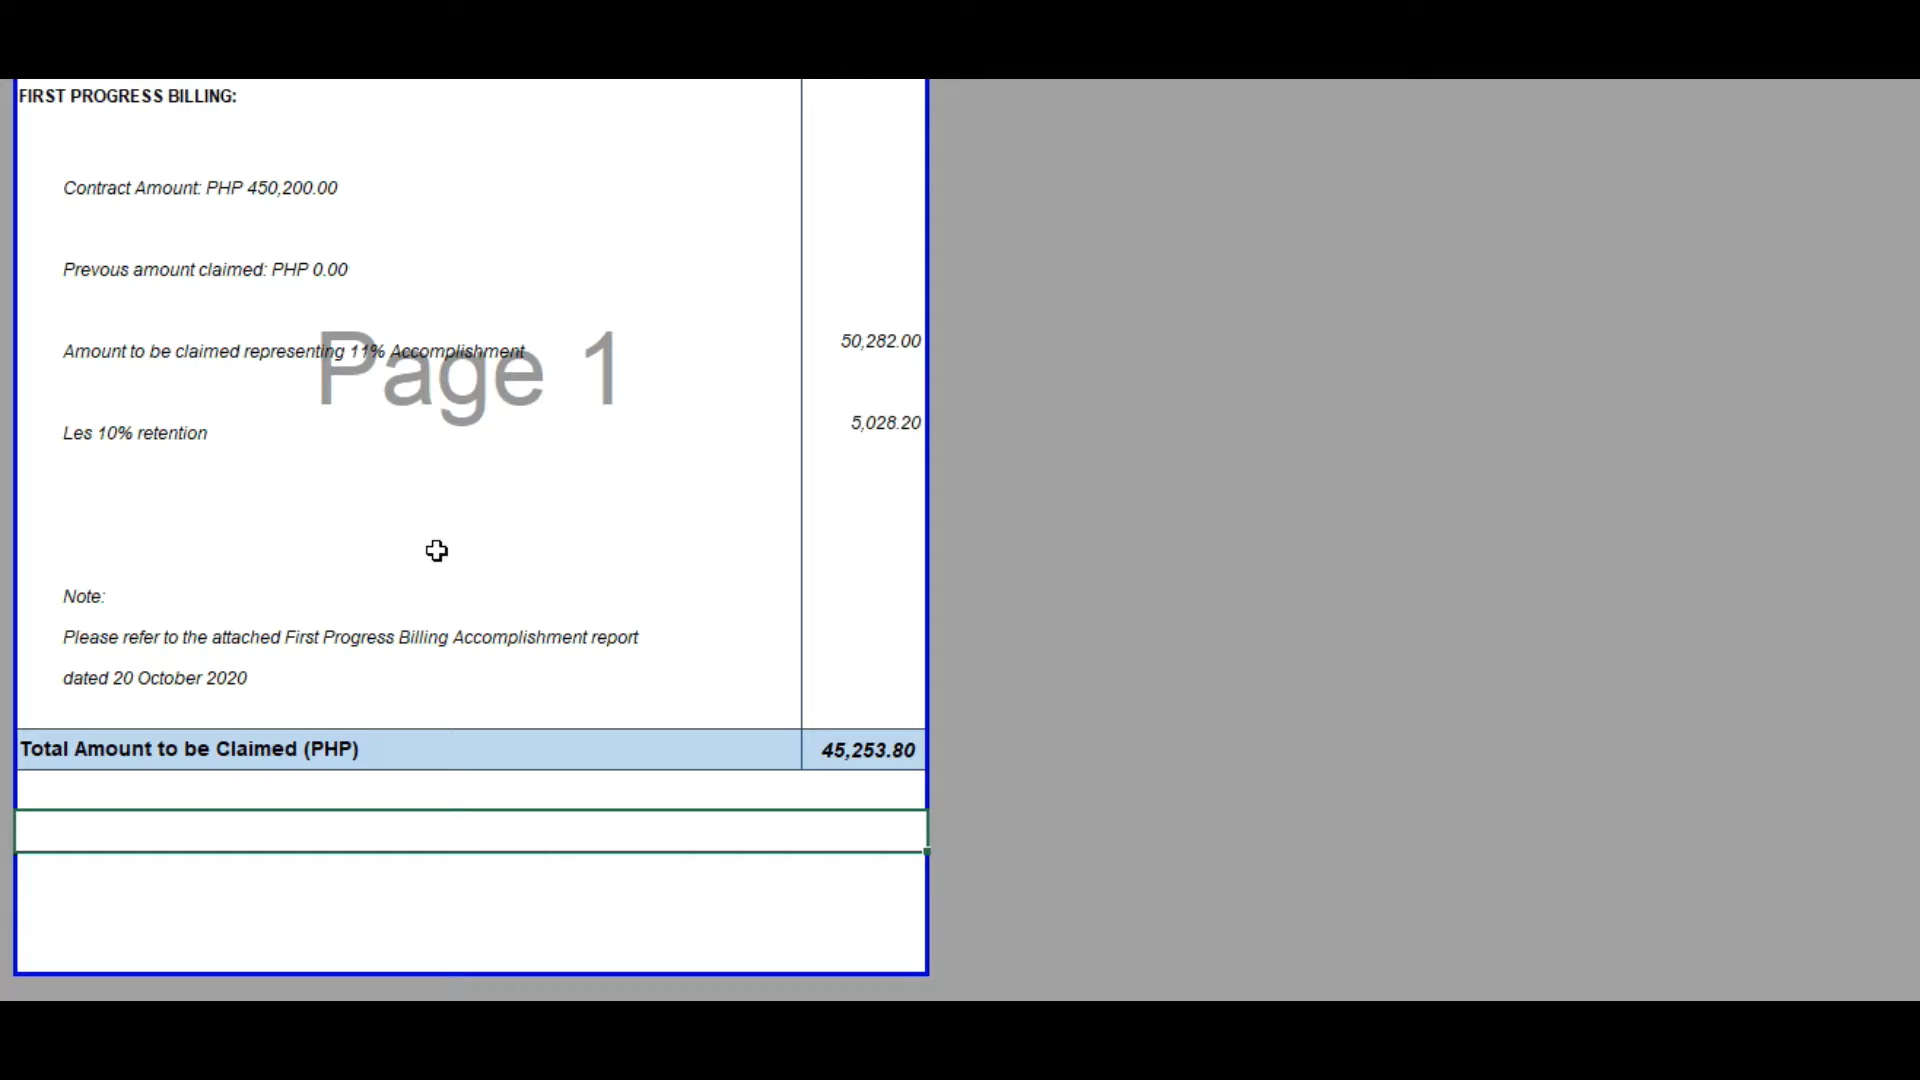 FIRST PROGRESS BILLING:
Contract Amount: PHP 450,200.00
Prevous amount claimed: PHP 0.00
Amount to be claimed representing 11% Accomplishment 50,282.00
Page 1
Les 10% retention 5,028.20
Note:
Please refer to the attached First Progress Billing Accomplishment report
dated 20 October 2020
Total Amount to be Claimed (PHP) 45,253.80